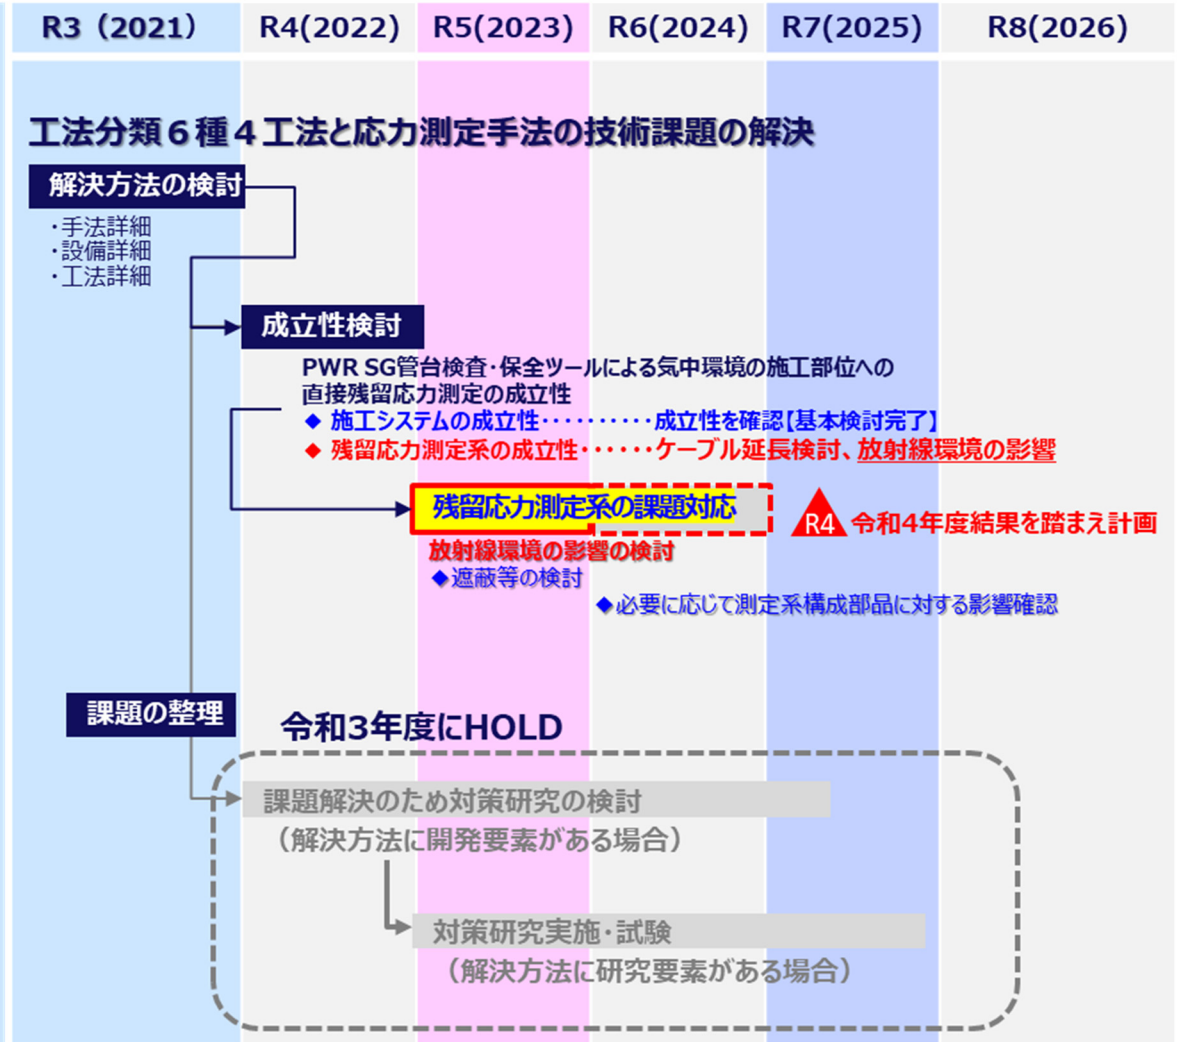 R3（2021） R4(2022) R5(2023) R6(2024) R7(2025) R8(2026)
工法分類６種４工法と応力測定手法の技術課題の解決
解決方法の検討
・手法詳細
・設備詳細
・工法詳細
成立性検討
PWR SG管台検査・保全ツールによる気中環境の施工部位への
直接残留応力測定の成立性
◆ 施工システムの成立性‥‥‥‥‥成立性を確認【基本検討完了】
◆ 残留応力測定系の成立性‥‥‥ケーブル延長検討、放射線環境の影響
残留応力測定系の課題対応
R4 令和4年度結果を踏まえ計画
放射線環境の影響の検討
◆遮蔽等の検討
◆必要に応じて測定系構成部品に対する影響確認
課題の整理
令和3年度にHOLD
課題解決のため対策研究の検討
（解決方法に開発要素がある場合）
対策研究実施・試験
（解決方法に研究要素がある場合）